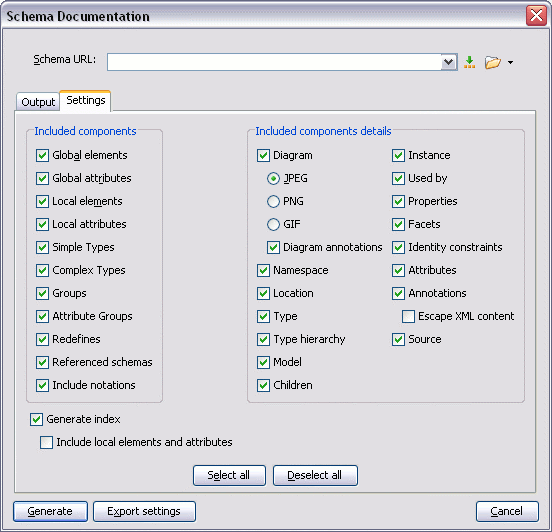 Schema Documentation
Schema URL:
Output
Settings
Included components
Global elements
Global attributes
Local elements
Local attributes
Simple Types
Complex Types
Groups
Attribute Groups
Redefines
Referenced schemas
Include notations
Included components details
Diagram
JPEG
PNG
GIF
Diagram annotations
Namespace
Location
Type
Type hierarchy
Model
Children
Instance
Used by
Properties
Facets
Identity constraints
Attributes
Annotations
Escape XML content
Source
Generate index
Include local elements and attributes
Select all
Deselect all
Generate
Export settings
Cancel